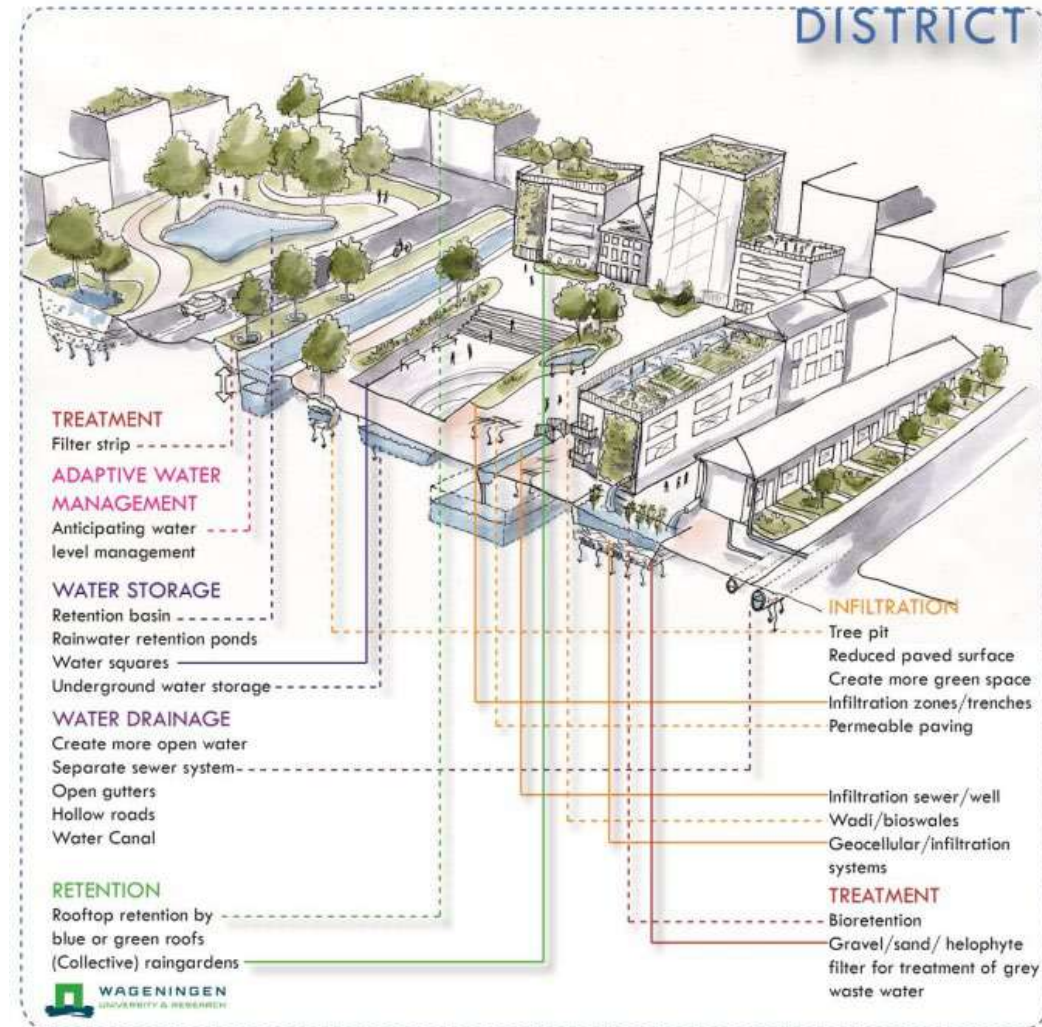 DISTRICT
TREATMENT
Filter strip
ADAPTIVE WATER
MANAGEMENT
Anticipating water
level management
WATER STORAGE
Retention basin
Rainwater retention ponds
Water squares
Underground water storage
WATER DRAINAGE
Create more open water
Separate sewer system
Open gutters
Hollow roads
Water Canal
RETENTION
Rooftop retention by
blue or green roofs
(Collective) raingardens
WAGENINGEN
UNIVERSITY & RESEARCH
INFILTRATION
Tree pit
Reduced paved surface
Create more green space
Infiltration zones/trenches
Permeable paving
Infiltration sewer/well
Wadi/bioswales
Geocellular/infiltration
systems
TREATMENT
Bioretention
Gravel/sand/ helophyte
filter for treatment of grey
waste water